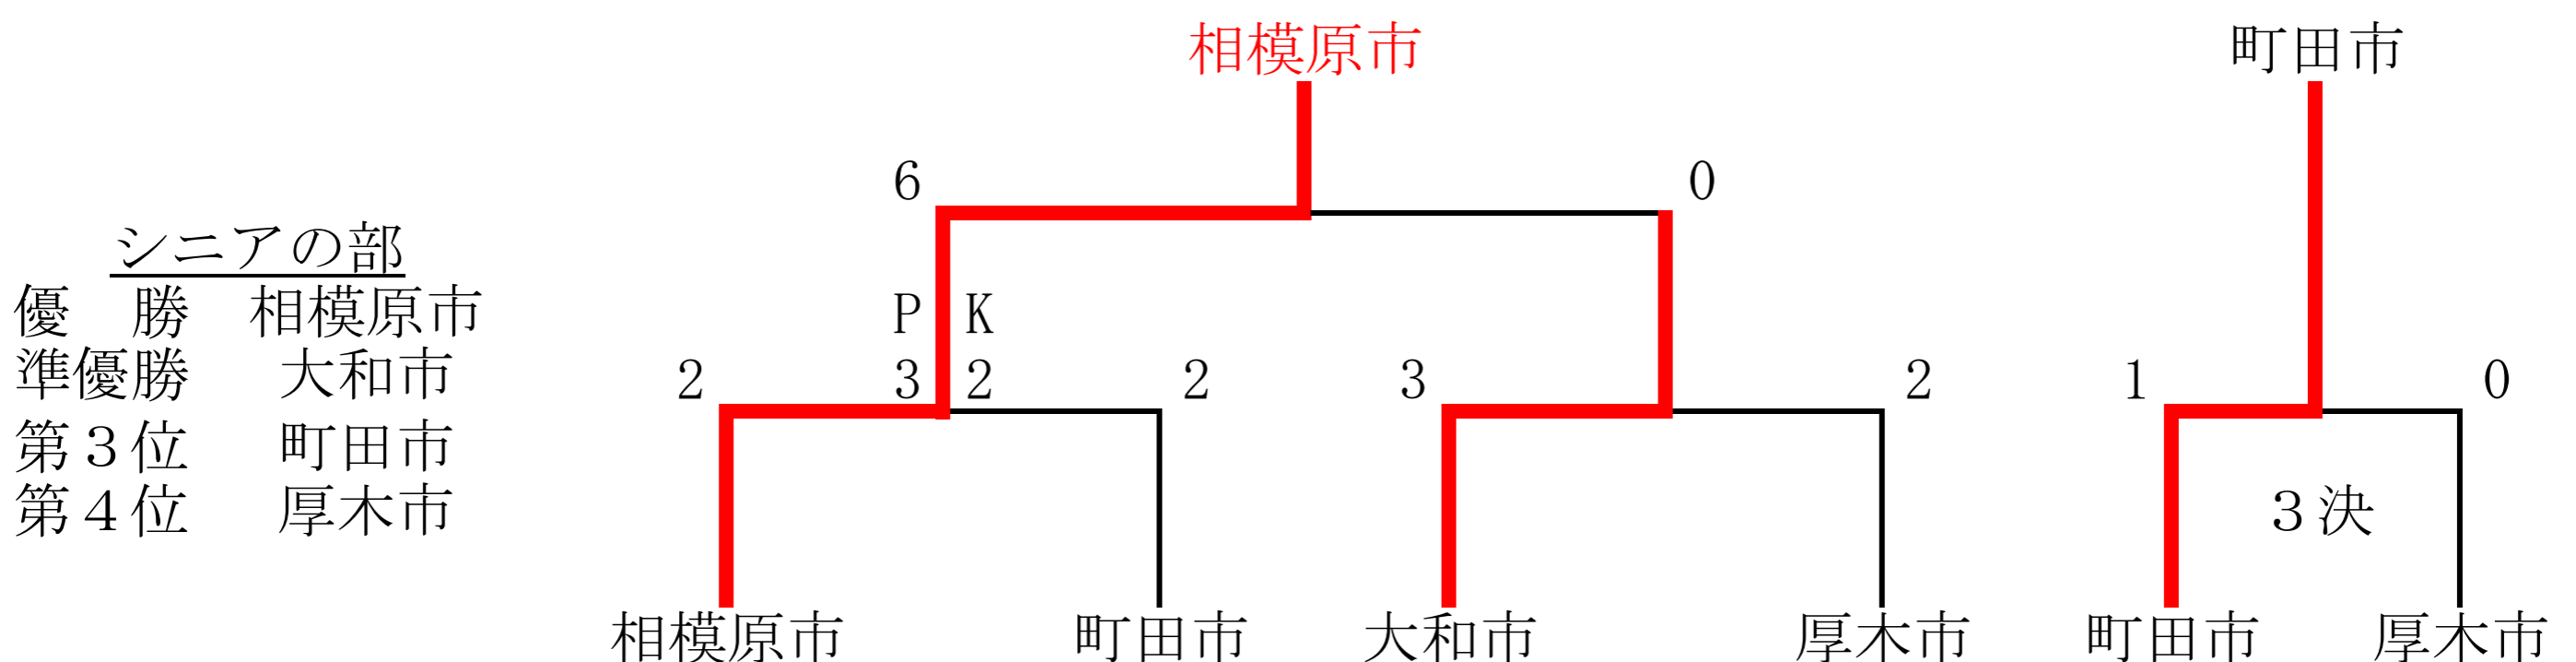 相模原市 町田市
6 0
シニアの部
優　勝 相模原市
P K
準優勝 大和市
2 3 2 2 3 2 1 0
第３位 町田市
第４位 厚木市
３決
相模原市 町田市 大和市 厚木市 町田市 厚木市